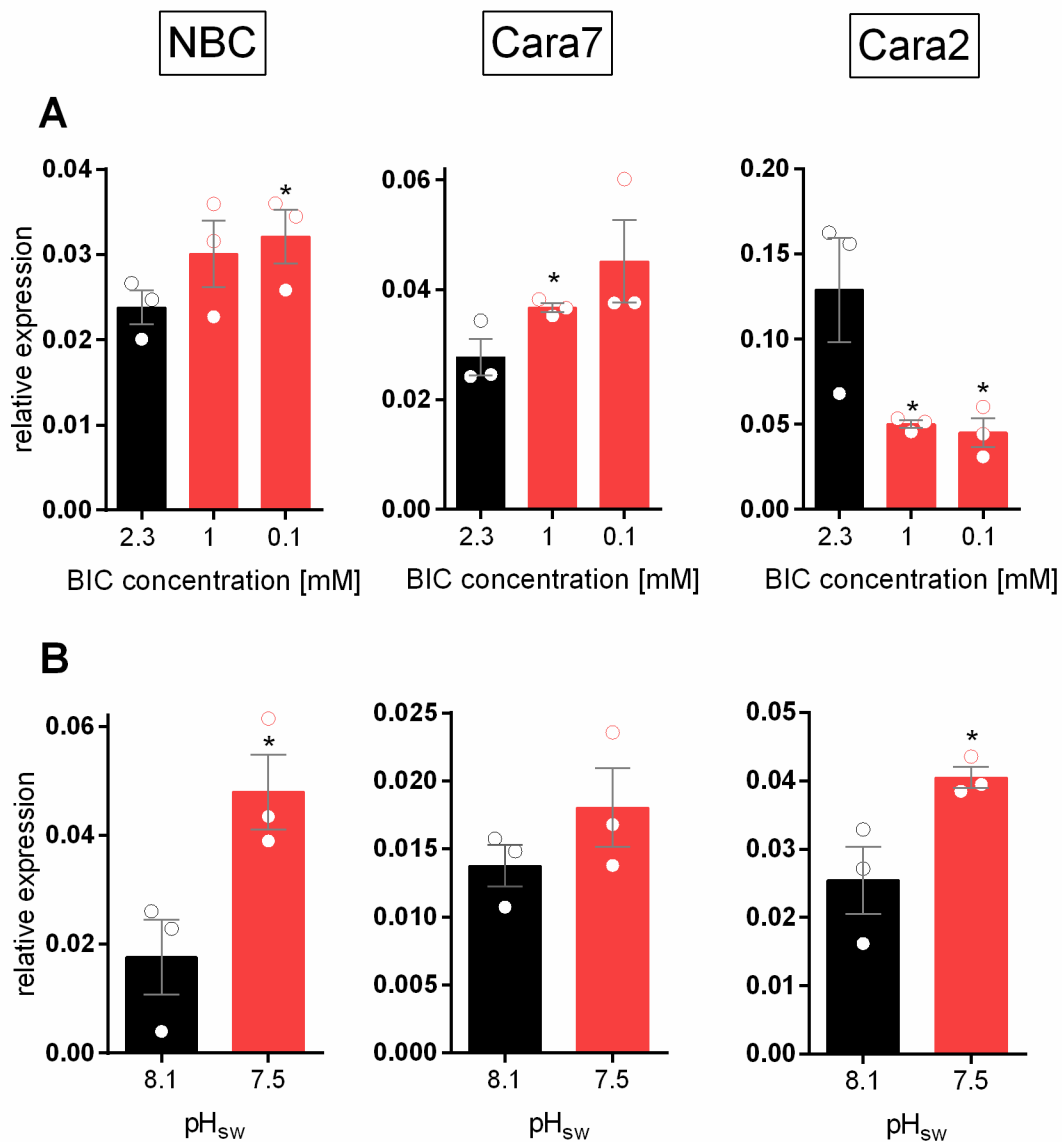 NBC Cara7 Cara2
A
relative expression
0.04
0.03
0.02
0.01
0.00
*
2.3 1 0.1
BIC concentration [mM]
0.06
0.04
0.02
0.00
*
2.3 1 0.1
BIC concentration [mM]
0.20
0.15
0.10
0.05
0.00
* *
2.3 1 0.1
BIC concentration [mM]
B
relative expression
0.06
0.04
0.02
0.00
*
8.1 7.5
pHsw
0.025
0.020
0.015
0.010
0.005
0.000
8.1 7.5
pHsw
0.05
0.04
0.03
0.02
0.01
0.00
*
8.1 7.5
pHsw